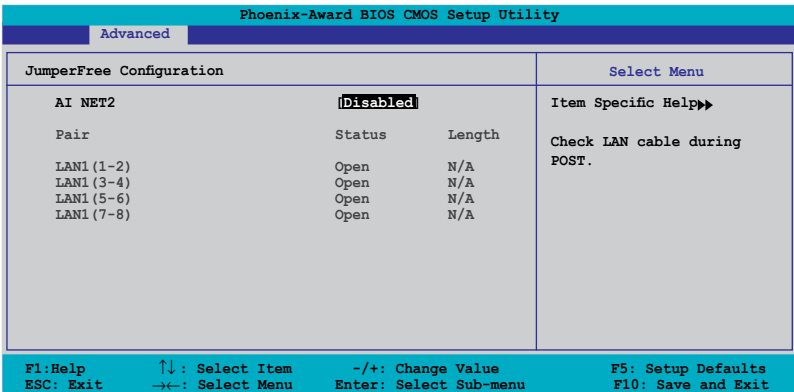 Phoenix-Award BIOS CMOS Setup Utility
Advanced
JumperFree Configuration
Select Menu
AI NET2 [Disabled]
Item Specific Help▶▶
Pair Status Length
Check LAN cable during
POST.
LAN1(1-2) Open N/A
LAN1(3-4) Open N/A
LAN1(5-6) Open N/A
LAN1(7-8) Open N/A
F1:Help ↑↓ : Select Item -/+: Change Value F5: Setup Defaults
ESC: Exit →←: Select Menu Enter: Select Sub-menu F10: Save and Exit